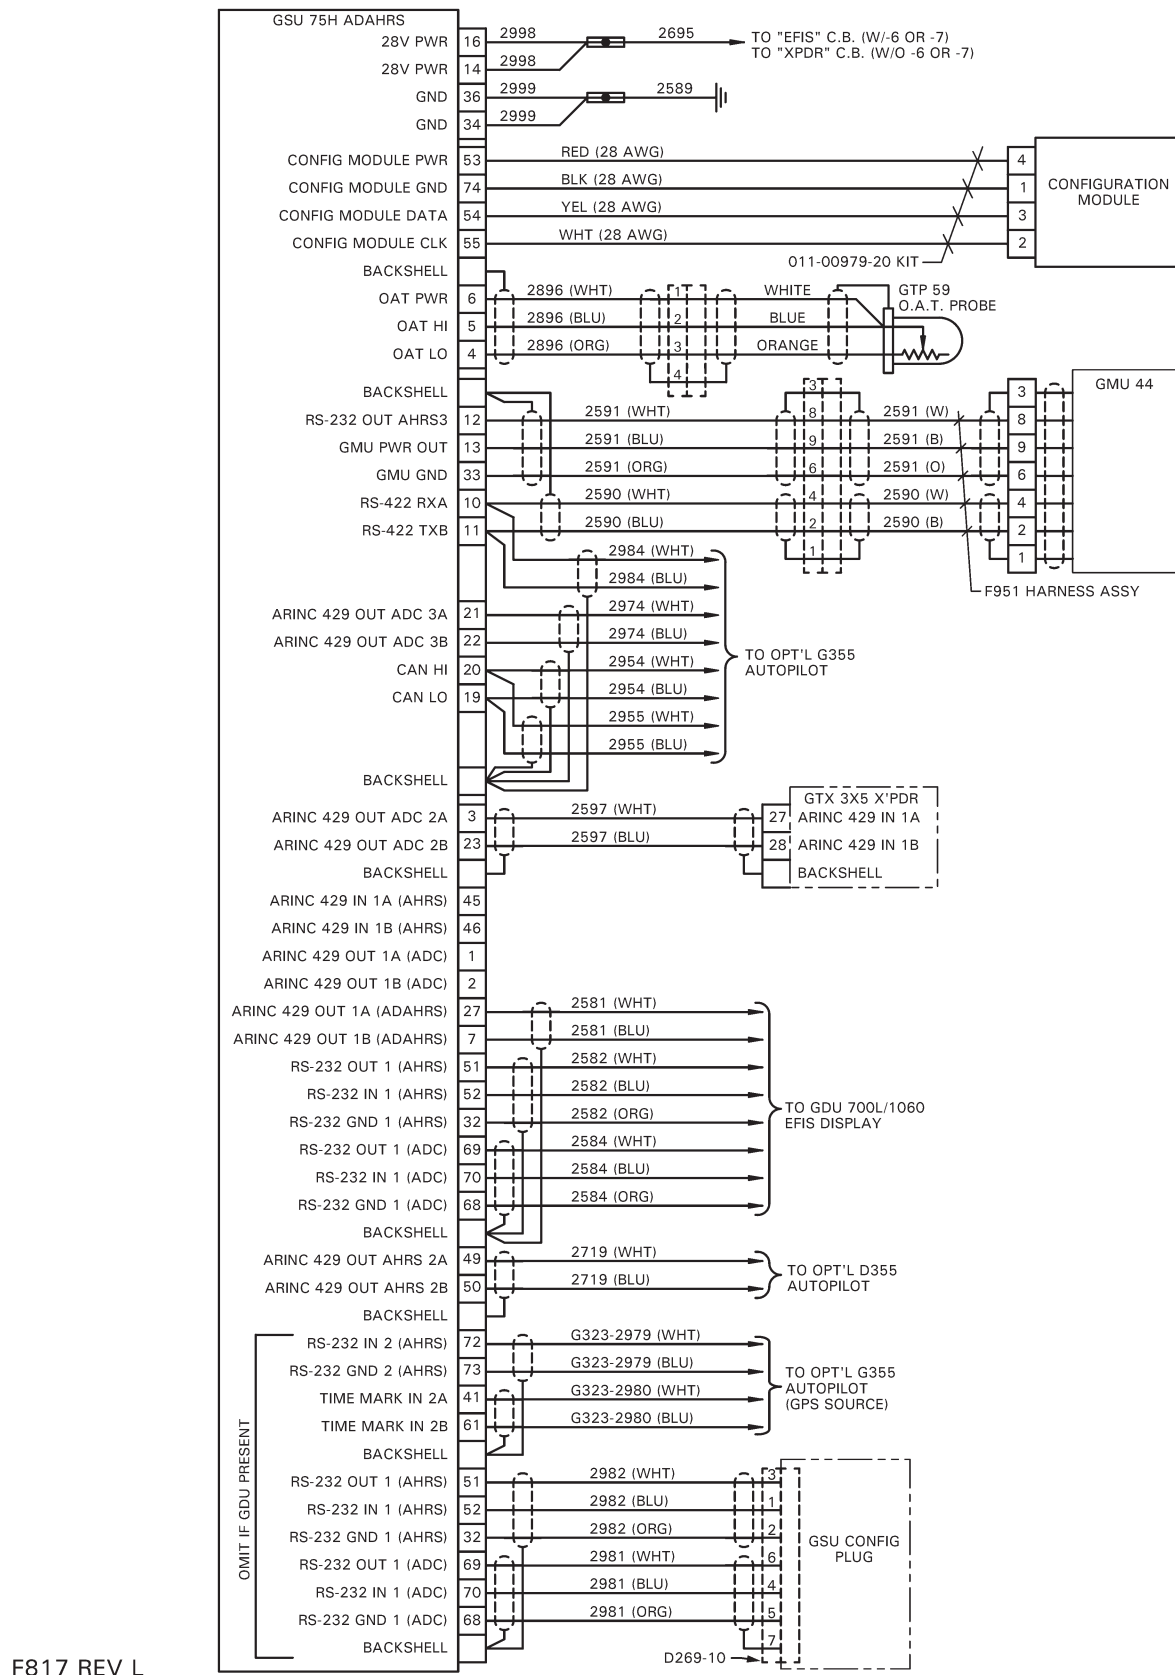 GSU 75H ADAHRS
28V PWR 16 2998 2695 TO "EFIS" C.B. (W/-6 OR -7)
TO "XPDR" C.B. (W/O -6 OR -7)
28V PWR 14 2998
GND 36 2999 2589
GND 34 2999
CONFIG MODULE PWR 53 RED (28 AWG) 4
CONFIG MODULE GND 74 BLK (28 AWG) 1
CONFIGURATION
MODULE
CONFIG MODULE DATA 54 YEL (28 AWG) 3
CONFIG MODULE CLK 55 WHT (28 AWG) 2
011-00979-20 KIT
BACKSHELL
GTP 59
O.A.T. PROBE
OAT PWR 6 2896 (WHT) 1 WHITE
OAT HI 5 2896 (BLU) 2 BLUE
OAT LO 4 2896 (ORG) 3 ORANGE
4
BACKSHELL 3 3 GMU 44
RS-232 OUT AHRS3 12 2591 (WHT) 8 2591 (W) 8
GMU PWR OUT 13 2591 (BLU) 9 2591 (B) 9
GMU GND 33 2591 (ORG) 6 2591 (O) 6
RS-422 RXA 10 2590 (WHT) 4 2590 (W) 4
RS-422 TXB 11 2590 (BLU) 2 2590 (B) 2
1 1
2984 (WHT)
2984 (BLU)
F951 HARNESS ASSY
ARINC 429 OUT ADC 3A 21 2974 (WHT)
ARINC 429 OUT ADC 3B 22 2974 (BLU)
TO OPT'L G355
AUTOPILOT
CAN HI 20 2954 (WHT)
CAN LO 19 2954 (BLU)
2955 (WHT)
2955 (BLU)
BACKSHELL
GTX 3X5 X'PDR
ARINC 429 OUT ADC 2A 3 2597 (WHT) 27 ARINC 429 IN 1A
ARINC 429 OUT ADC 2B 23 2597 (BLU) 28 ARINC 429 IN 1B
BACKSHELL BACKSHELL
ARINC 429 IN 1A (AHRS) 45
ARINC 429 IN 1B (AHRS) 46
ARINC 429 OUT 1A (ADC) 1
ARINC 429 OUT 1B (ADC) 2
ARINC 429 OUT 1A (ADAHRS) 27 2581 (WHT)
ARINC 429 OUT 1B (ADAHRS) 7 2581 (BLU)
RS-232 OUT 1 (AHRS) 51 2582 (WHT)
RS-232 IN 1 (AHRS) 52 2582 (BLU)
TO GDU 700L/1060
EFIS DISPLAY
RS-232 GND 1 (AHRS) 32 2582 (ORG)
RS-232 OUT 1 (ADC) 69 2584 (WHT)
RS-232 IN 1 (ADC) 70 2584 (BLU)
RS-232 GND 1 (ADC) 68 2584 (ORG)
BACKSHELL
ARINC 429 OUT AHRS 2A 49 2719 (WHT)
TO OPT'L D355
AUTOPILOT
ARINC 429 OUT AHRS 2B 50 2719 (BLU)
BACKSHELL
OMIT IF GDU PRESENT
RS-232 IN 2 (AHRS) 72 G323-2979 (WHT)
RS-232 GND 2 (AHRS) 73 G323-2979 (BLU)
TO OPT'L G355
AUTOPILOT
(GPS SOURCE)
TIME MARK IN 2A 41 G323-2980 (WHT)
TIME MARK IN 2B 61 G323-2980 (BLU)
BACKSHELL
RS-232 OUT 1 (AHRS) 51 2982 (WHT) 3
RS-232 IN 1 (AHRS) 52 2982 (BLU) 1
RS-232 GND 1 (AHRS) 32 2982 (ORG) 2
GSU CONFIG
PLUG
RS-232 OUT 1 (ADC) 69 2981 (WHT) 6
RS-232 IN 1 (ADC) 70 2981 (BLU) 4
RS-232 GND 1 (ADC) 68 2981 (ORG) 5
BACKSHELL 7
D269-10
F817 REV L